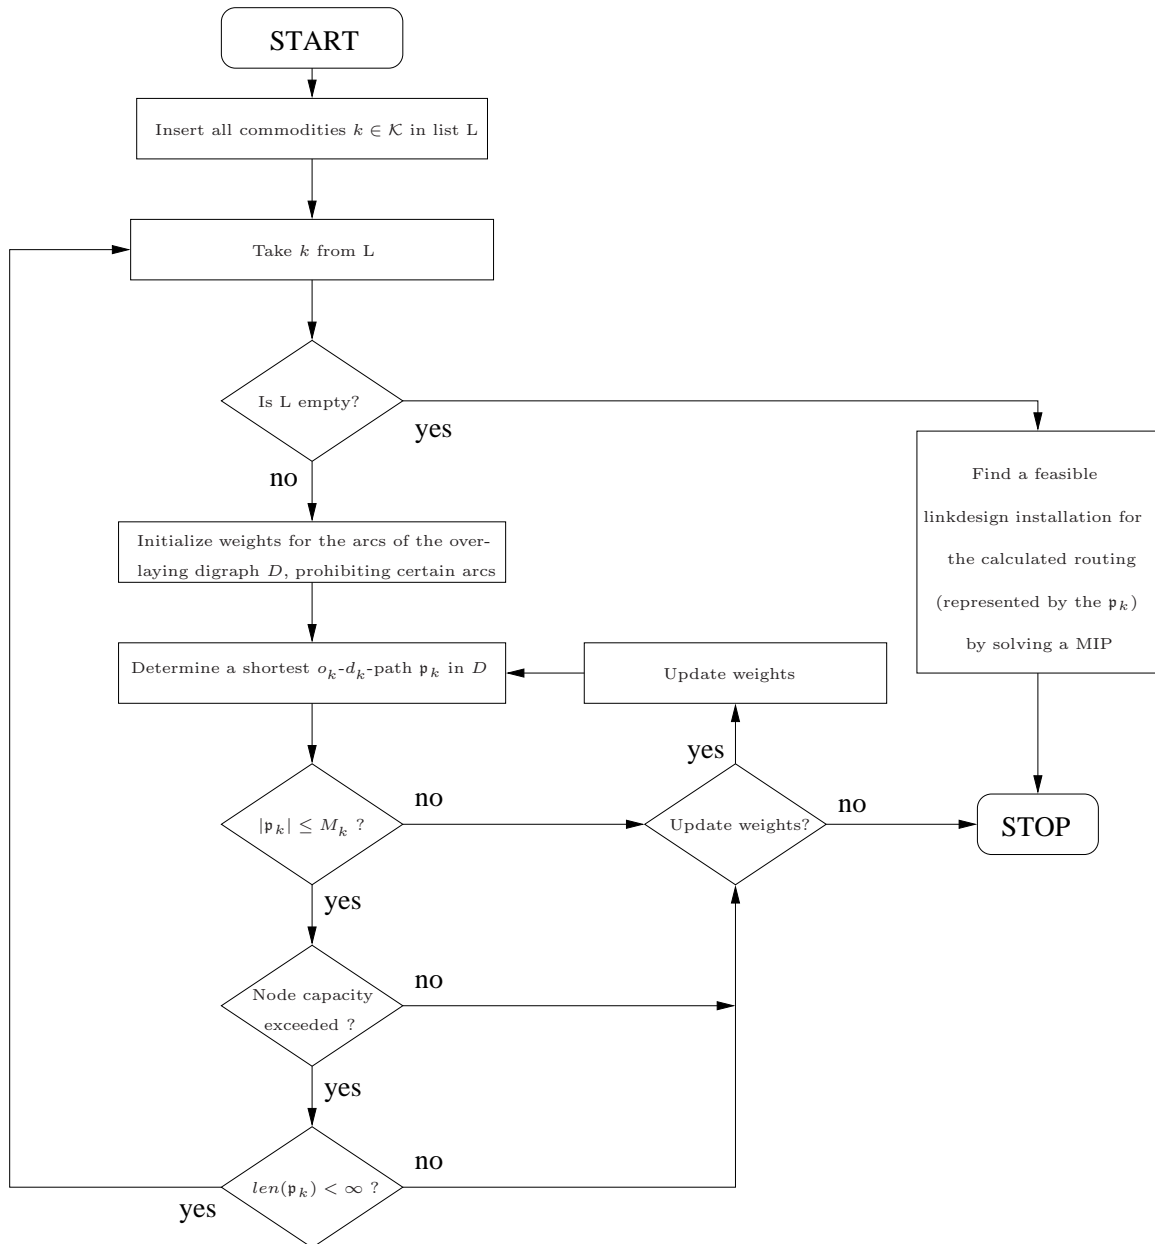 START
Insert all commodities k ∈ 𝒦 in list L
Take k from L
Is L empty?
yes
no
Find a feasible
linkdesign installation for
the calculated routing
(represented by the 𝔭ₖ)
by solving a MIP
Initialize weights for the arcs of the over-
laying digraph D, prohibiting certain arcs
Determine a shortest oₖ-dₖ-path 𝔭ₖ in D
Update weights
yes
|𝔭ₖ| ≤ Mₖ ?
no
Update weights?
no
STOP
yes
Node capacity
exceeded ?
no
yes
len(𝔭ₖ) < ∞ ?
no
yes